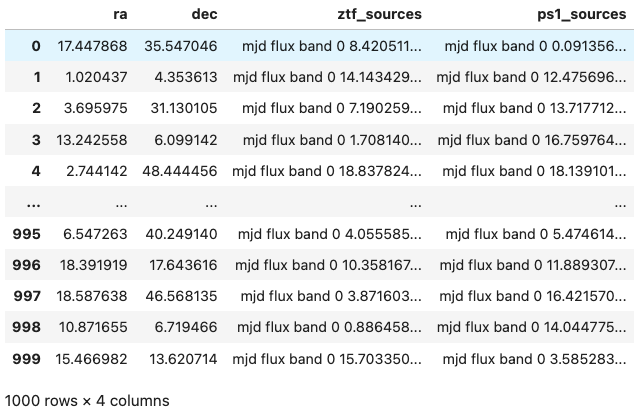 ra dec ztf_sources ps1_sources
0 17.447868 35.547046 mjd flux band 0 8.420511... mjd flux band 0 0.091356...
1 1.020437 4.353613 mjd flux band 0 14.143429... mjd flux band 0 12.475696...
2 3.695975 31.130105 mjd flux band 0 7.190259... mjd flux band 0 13.717712...
3 13.242558 6.099142 mjd flux band 0 1.708140... mjd flux band 0 16.759764...
4 2.744142 48.444456 mjd flux band 0 18.837824... mjd flux band 0 18.139101...
... ... ... ... ...
995 6.547263 40.249140 mjd flux band 0 4.055585... mjd flux band 0 5.474614...
996 18.391919 17.643616 mjd flux band 0 10.358167... mjd flux band 0 11.889307...
997 18.587638 46.568135 mjd flux band 0 3.871603... mjd flux band 0 16.421570...
998 10.871655 6.719466 mjd flux band 0 0.886458... mjd flux band 0 14.044775...
999 15.466982 13.620714 mjd flux band 0 15.703350... mjd flux band 0 3.585283...
1000 rows × 4 columns